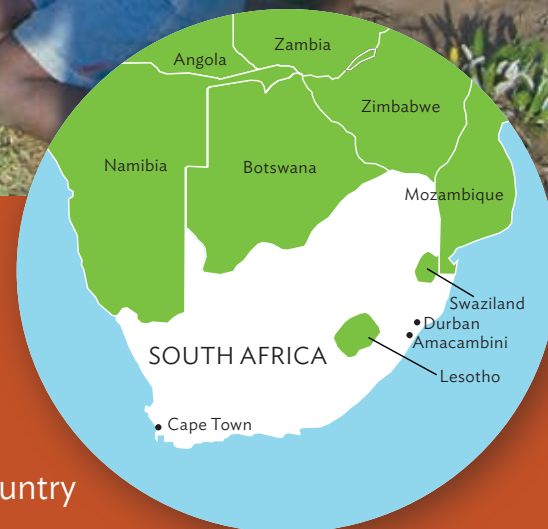 Zambia
Angola
Zimbabwe
Namibia
Botswana
Mozambique
Swaziland
Durban
Amacambini
SOUTH AFRICA
Lesotho
Cape Town
untry